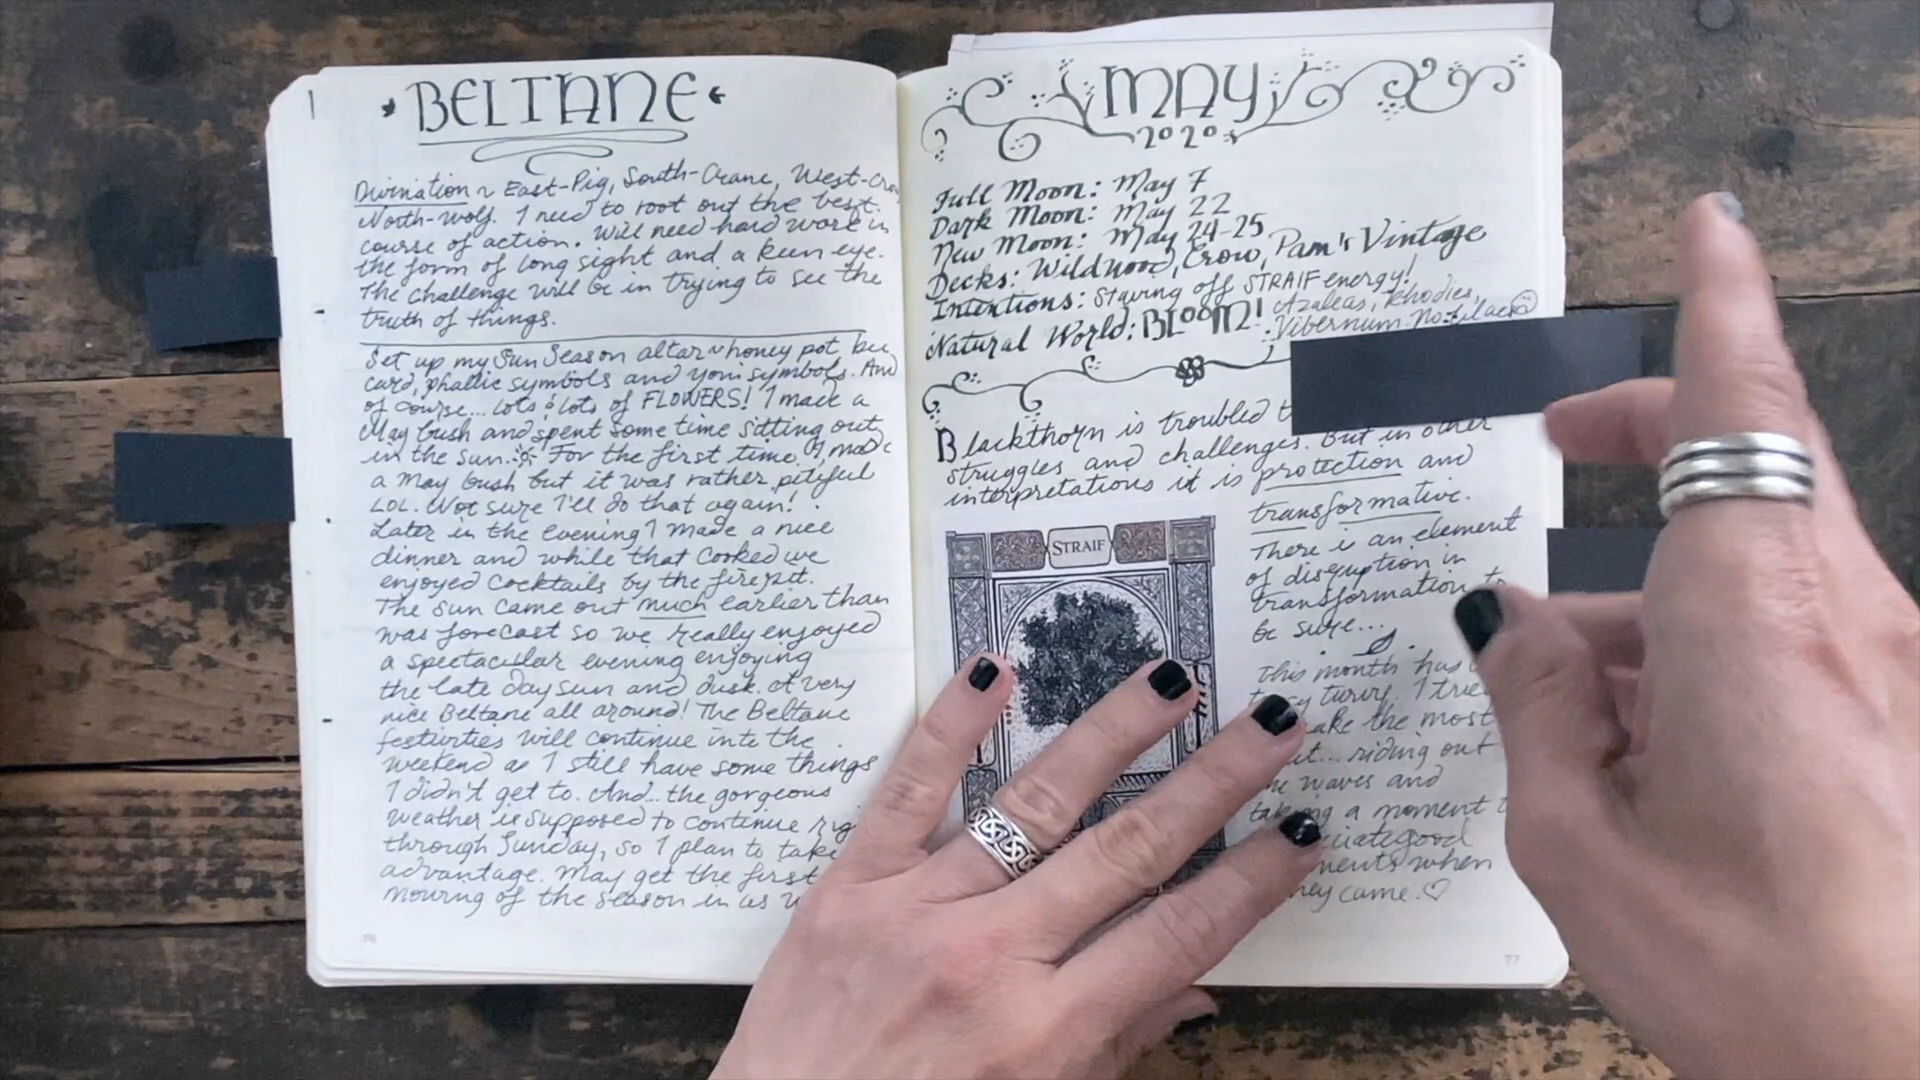 BELTANE
Divination ~ East-Pig, South-Crane, West-
North-Wolf. I need to root out the best
course of action. Will need hard work in
the form of long sight and a keen eye.
The challenge will be in trying to see the
truth of things.
Set up my Sun Season altar ~ honey pot, bee
card, phallic symbols and yoni symbols. And
of course... lots & lots of FLOWERS! I made a
May bush and spent some time sitting out
in the sun. For the first time I made
a May bush but it was rather pitiful
LOL. Not sure I'll do that again!
Later in the evening I made a nice
dinner and while that cooked we
enjoyed cocktails by the firepit.
The sun came out much earlier than
was forecast so we really enjoyed
a spectacular evening enjoying
the late day sun and dusk. A very
nice Beltane all around! The Beltane
festivities will continue into the
weekend as I still have some things
I didn't get to. And... the gorgeous
weather is supposed to continue
through Sunday, so I plan to take
advantage. May get the first
mowing of the season in as
76
MAY
2020
Full Moon: May 7
Dark Moon: May 22
New Moon: May 24-25
Decks: Wildwood, Crow, Pam's Vintage
Intentions: Staving off STRAIF energy!
Natural World: BLOOM! Azaleas, Rhodies,
Vibernum. No Lilacs
Blackthorn is troubled
struggles and challenges. But in other
interpretations it is protection and
transformative.
STRAIF
There is an element
of disruption in
transformation to
be sure...
This month has
turvy. I
the most
riding out
waves and
taking a moment
good
when
they came. ♡
77